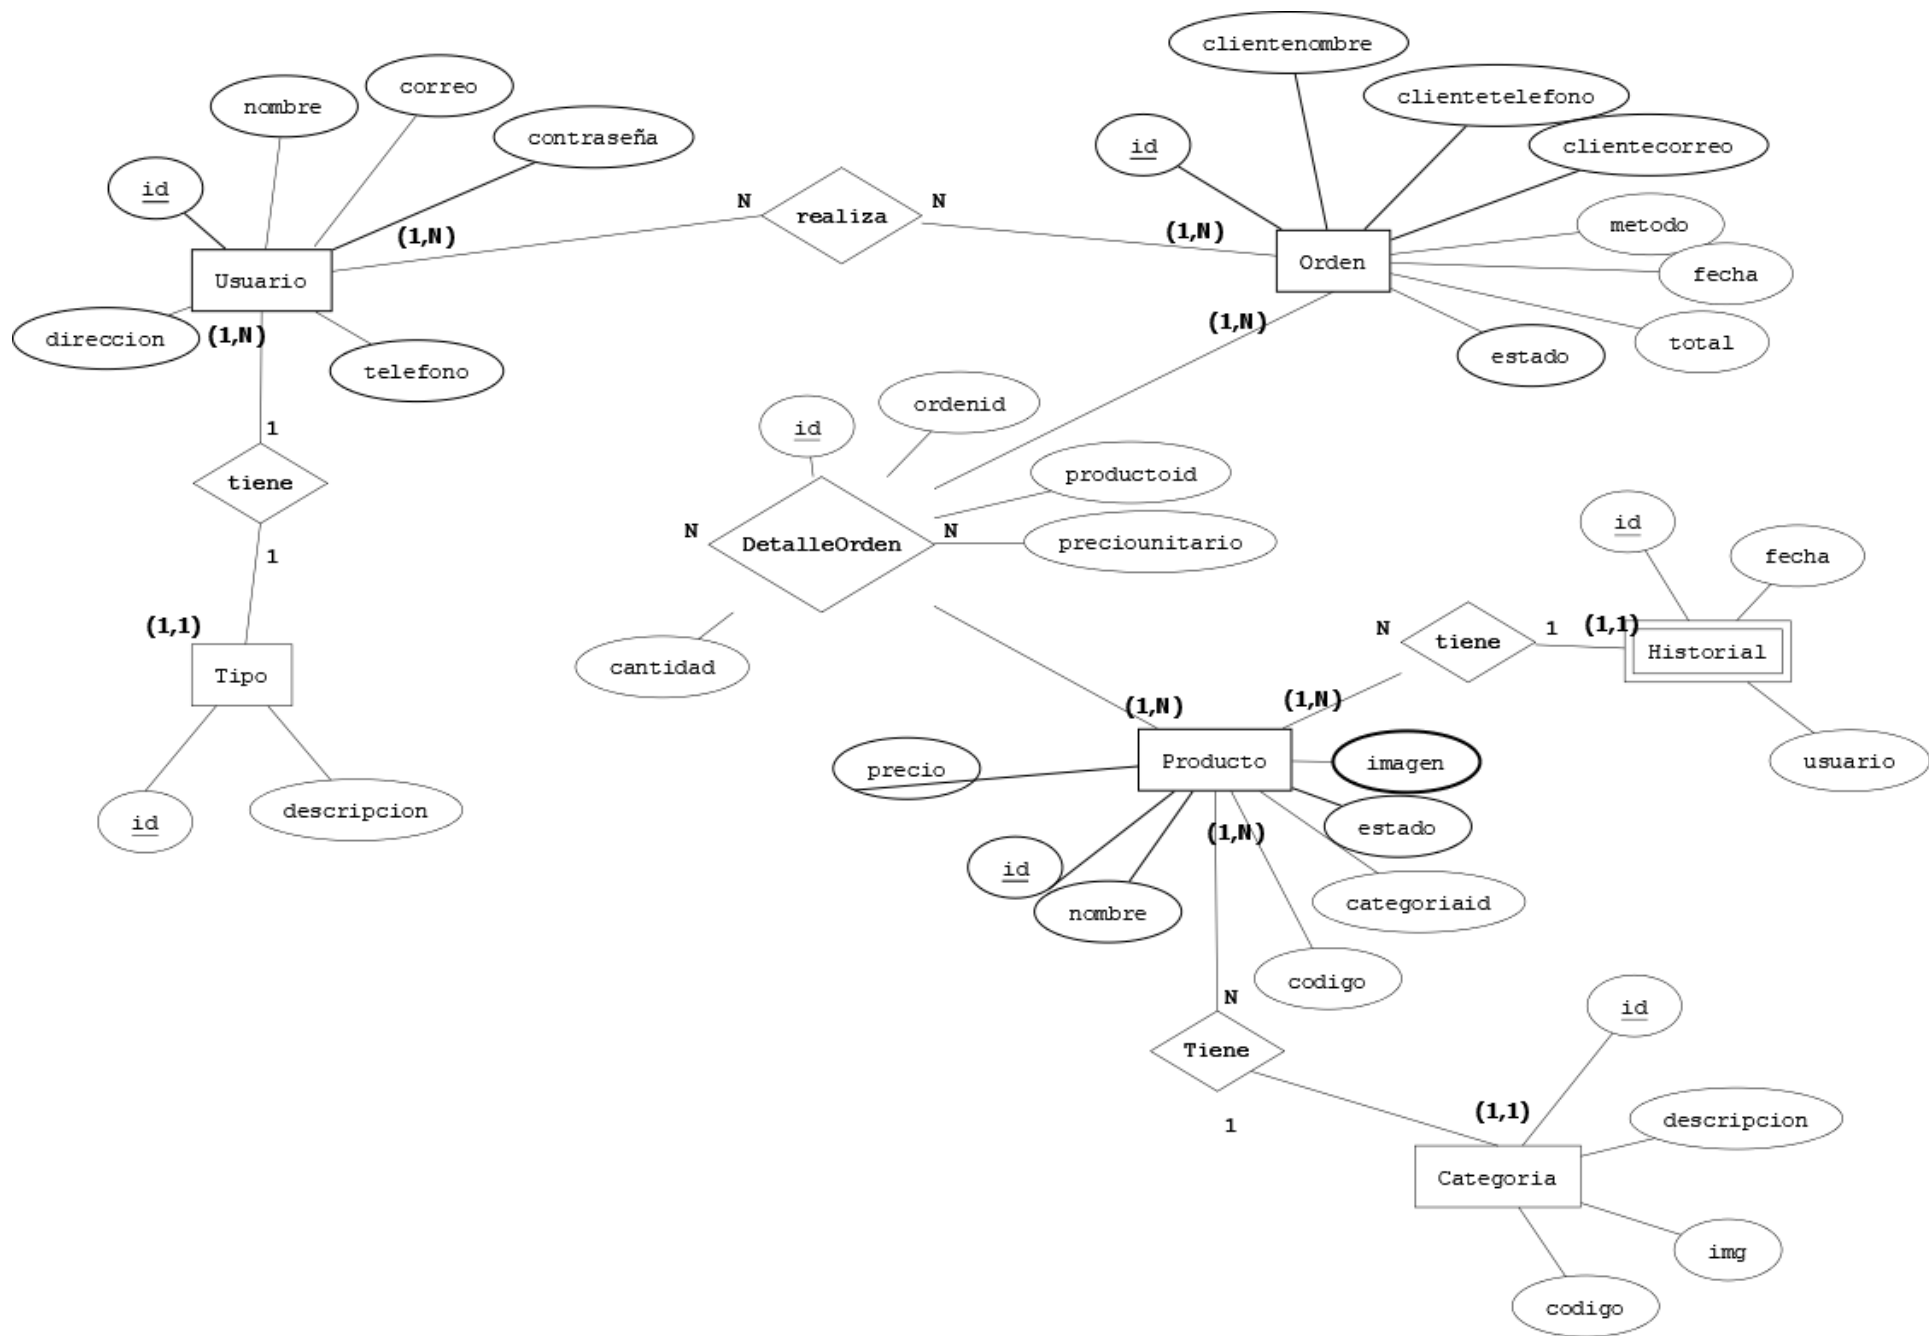 clientenombre
correo
clientetelefono
nombre
contraseña
id
clientecorreo
id
N
N
realiza
metodo
(1,N)
(1,N)
Orden
fecha
Usuario
(1,N)
direccion
(1,N)
total
estado
telefono
ordenid
id
1
productoid
tiene
id
N
N
DetalleOrden
preciounitario
fecha
1
(1,1)
N
tiene
1
(1,1)
Historial
cantidad
Tipo
(1,N)
(1,N)
precio
Producto
imagen
usuario
id
descripcion
(1,N)
estado
id
categoriaid
nombre
codigo
N
id
Tiene
(1,1)
descripcion
1
Categoria
img
codigo